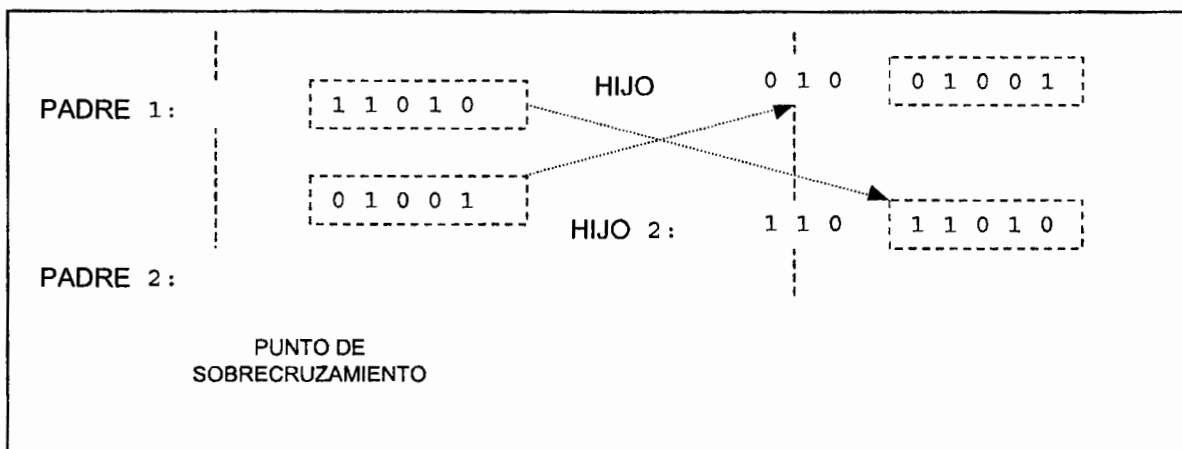 PADRE 1:
1 1 0 1 0
HIJO
0 1 0
0 1 0 0 1
0 1 0 0 1
HIJO 2:
1 1 0
1 1 0 1 0
PADRE 2:
PUNTO DE
SOBRECRUZAMIENTO